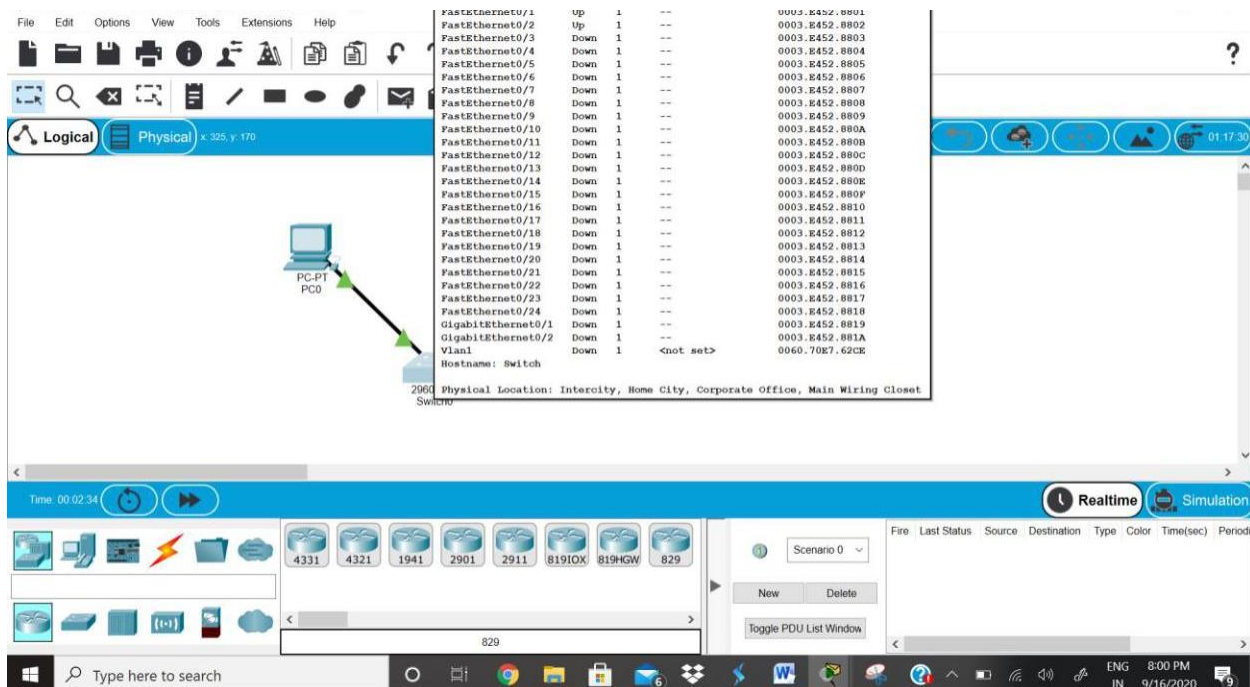 File Edit Options View Tools Extensions Help
?
Logical Physical x: 325, y: 170
01:17:30
FastEthernet0/1 Up 1 -- 0003.E452.8801
FastEthernet0/2 Up 1 -- 0003.E452.8802
FastEthernet0/3 Down 1 -- 0003.E452.8803
FastEthernet0/4 Down 1 -- 0003.E452.8804
FastEthernet0/5 Down 1 -- 0003.E452.8805
FastEthernet0/6 Down 1 -- 0003.E452.8806
FastEthernet0/7 Down 1 -- 0003.E452.8807
FastEthernet0/8 Down 1 -- 0003.E452.8808
FastEthernet0/9 Down 1 -- 0003.E452.8809
FastEthernet0/10 Down 1 -- 0003.E452.880A
FastEthernet0/11 Down 1 -- 0003.E452.880B
FastEthernet0/12 Down 1 -- 0003.E452.880C
FastEthernet0/13 Down 1 -- 0003.E452.880D
FastEthernet0/14 Down 1 -- 0003.E452.880E
FastEthernet0/15 Down 1 -- 0003.E452.880F
FastEthernet0/16 Down 1 -- 0003.E452.8810
FastEthernet0/17 Down 1 -- 0003.E452.8811
FastEthernet0/18 Down 1 -- 0003.E452.8812
FastEthernet0/19 Down 1 -- 0003.E452.8813
FastEthernet0/20 Down 1 -- 0003.E452.8814
FastEthernet0/21 Down 1 -- 0003.E452.8815
FastEthernet0/22 Down 1 -- 0003.E452.8816
FastEthernet0/23 Down 1 -- 0003.E452.8817
FastEthernet0/24 Down 1 -- 0003.E452.8818
GigabitEthernet0/1 Down 1 -- 0003.E452.8819
GigabitEthernet0/2 Down 1 -- 0003.E452.881A
Vlan1 Down 1 <not set> 0060.70E7.62CE
Hostname: Switch
Physical Location: Intercity, Home City, Corporate Office, Main Wiring Closet
PC-PT
PC0
2960
Switch0
Time: 00:02:34
Realtime Simulation
4331 4321 1941 2901 2911 819IOX 819HGW 829
829
Scenario 0
New Delete
Toggle PDU List Window
Fire Last Status Source Destination Type Color Time(sec) Periodi
Type here to search
6
W
ENG 8:00 PM
IN 9/16/2020
9